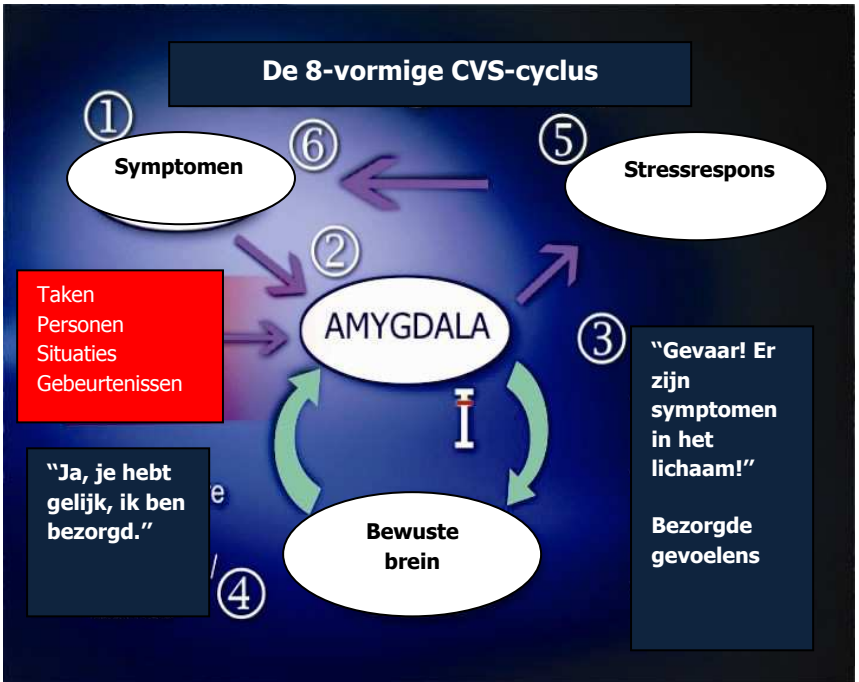 De 8-vormige CVS-cyclus
①
Symptomen
⑥
⑤
Stressrespons
②
Taken
Personen
Situaties
Gebeurtenissen
AMYGDALA
③
“Gevaar! Er
zijn
symptomen
in het
lichaam!”
Bezorgde
gevoelens
“Ja, je hebt
gelijk, ik ben
bezorgd.”
Bewuste
brein
④